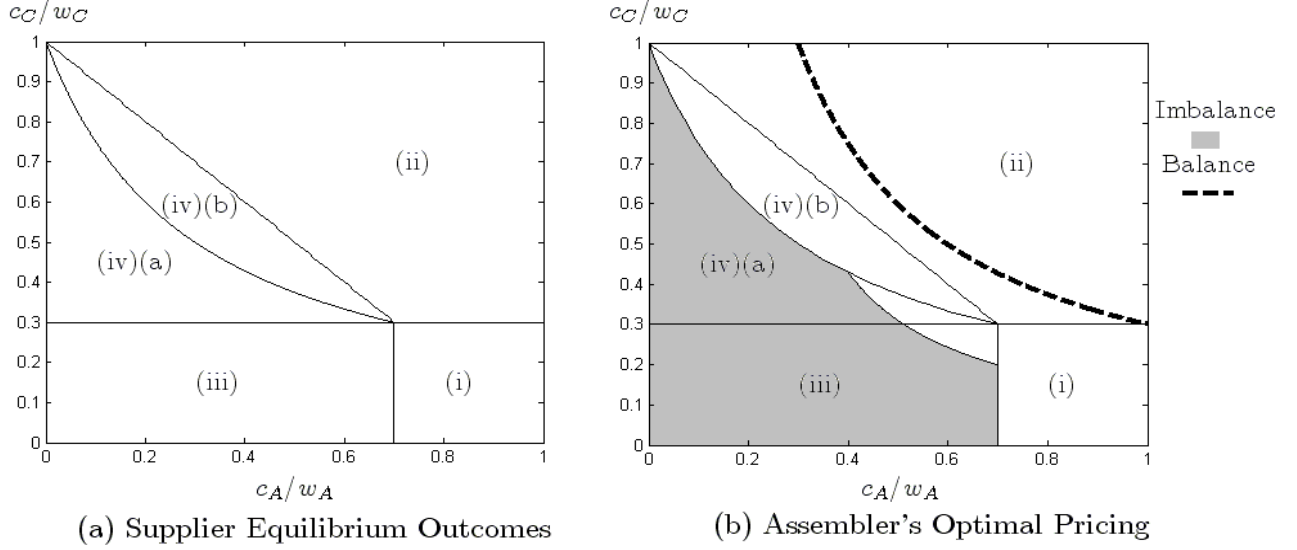 c_C/w_C
1
0.9
0.8
0.7
0.6
0.5
0.4
0.3
0.2
0.1
0
(ii)
(iv)(b)
(iv)(a)
(iii)
(i)
0 0.2 0.4 0.6 0.8 1
c_A/w_A
(a) Supplier Equilibrium Outcomes
c_C/w_C
1
0.9
0.8
0.7
0.6
0.5
0.4
0.3
0.2
0.1
0
(ii)
(iv)(b)
(iv)(a)
(iii)
(i)
0 0.2 0.4 0.6 0.8 1
c_A/w_A
Imbalance
Balance
(b) Assembler's Optimal Pricing